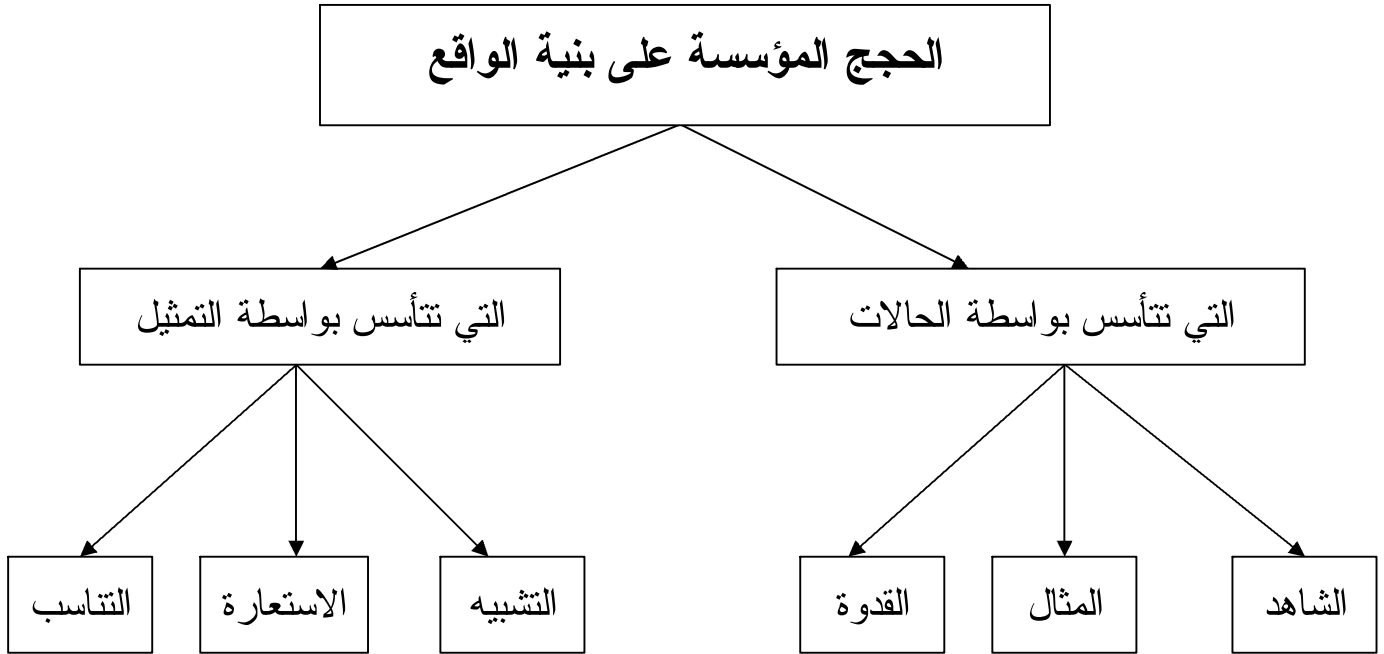 الحجج المؤسسة على بنية الواقع
التي تتأسس بواسطة الحالات
التي تتأسس بواسطة التمثيل
الشاهد
المثال
القدوة
التشبيه
الاستعارة
التناسب